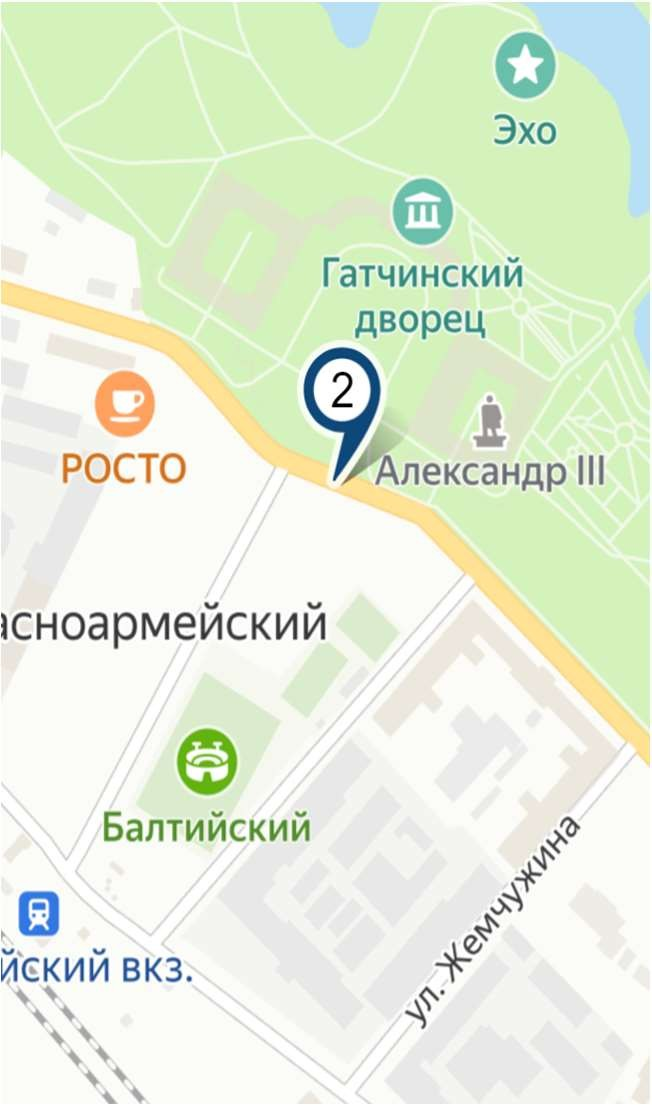 Эхо
Гатчинский
дворец
2
РОСТО
Александр III
асноармейский
Балтийский
йский вкз.
ул. Жемчужина